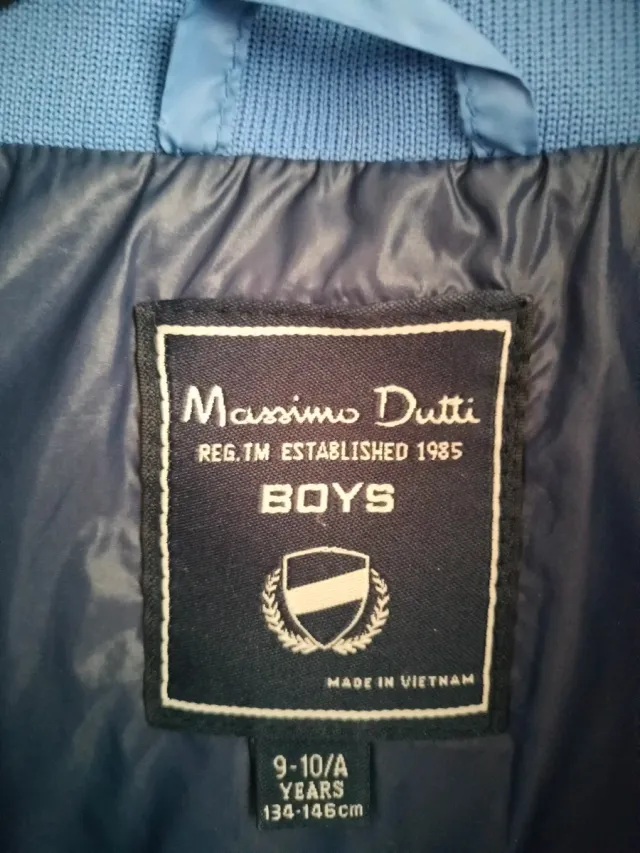 Massimo Dutti
REG.TM ESTABLISHED 1985
BOYS
MADE IN VIETNAM
9-10/A
YEARS
134-146cm